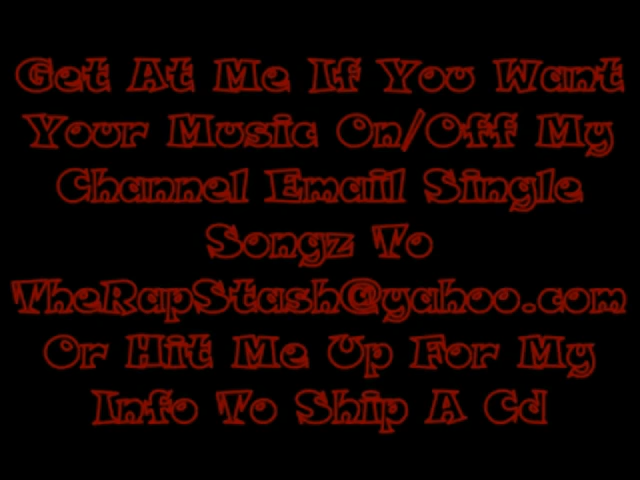 Get At Me If You Want
Your Music On/Off My
Channel Email Single
Songz To
TheRapStash@yahoo.com
Or Hit Me Up For My
Info To Ship A Cd